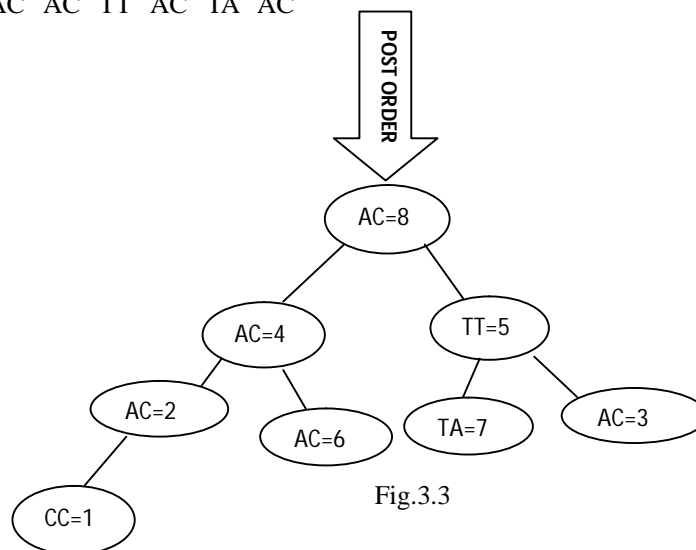 AC AC TT AC TA AC
POST ORDER
AC=8
AC=4
TT=5
AC=2
AC=6
TA=7
AC=3
CC=1
Fig.3.3